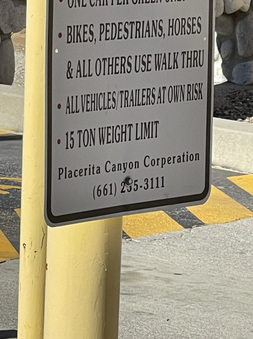 • BIKES, PEDESTRIANS, HORSES
& ALL OTHERS USE WALK THRU
• ALL VEHICLES/TRAILERS AT OWN RISK
• 15 TON WEIGHT LIMIT
Placerita Canyon Corperation
(661) 255-3111